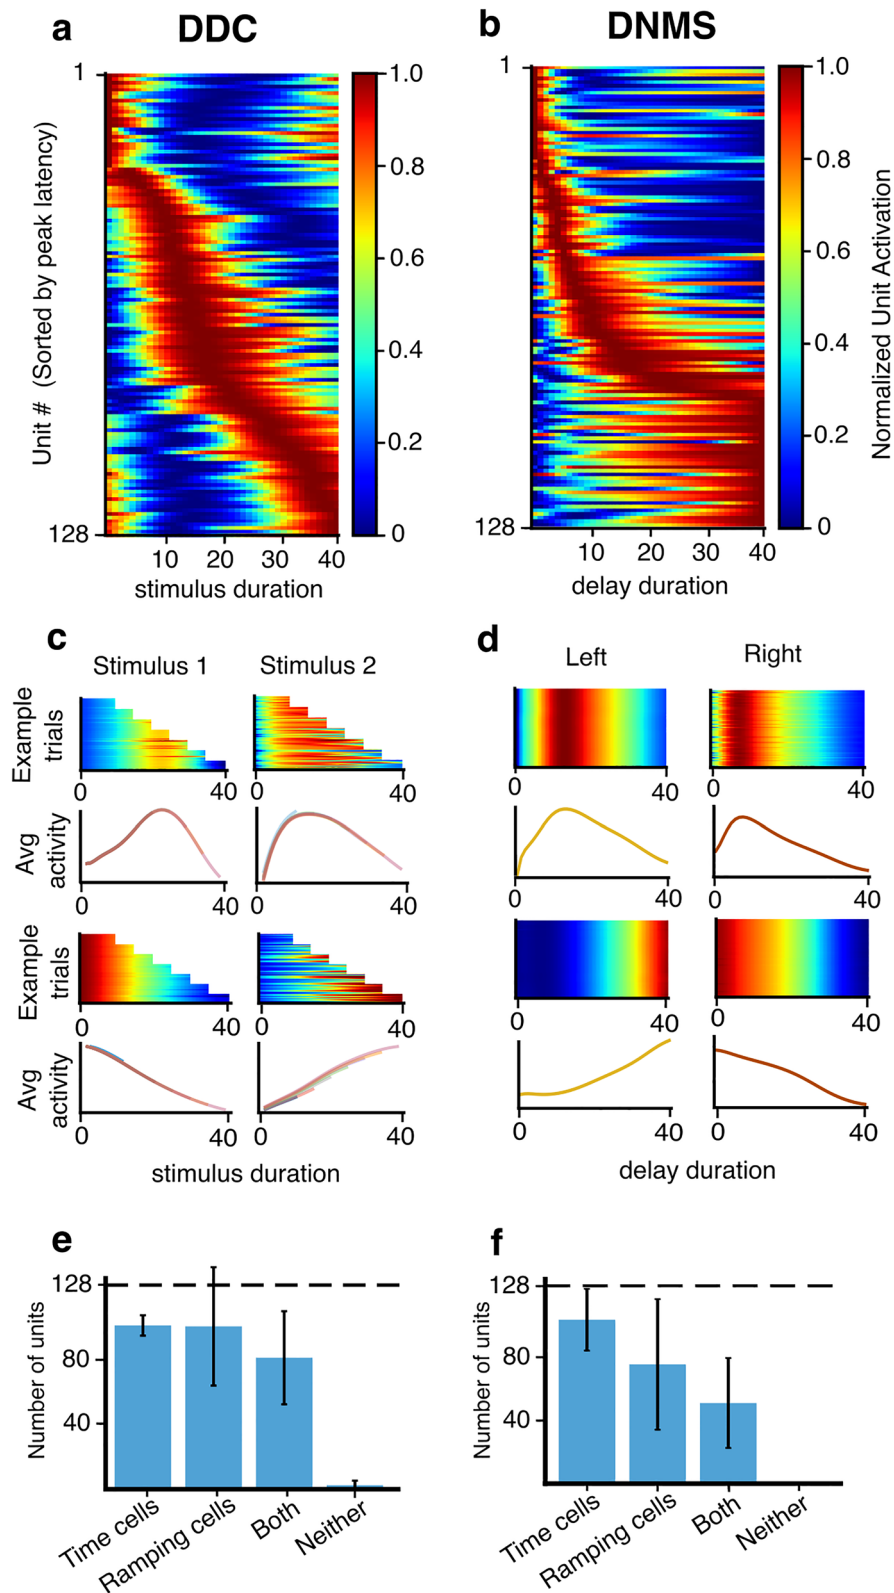 a
DDC
b
DNMS
1
128
10
20
30
40
stimulus duration
Unit # (Sorted by peak latency)
1.0
0.8
0.6
0.4
0.2
0
1
128
10
20
30
40
delay duration
1.0
0.8
0.6
0.4
0.2
0
Normalized Unit Activation
c
Stimulus 1
Stimulus 2
Example
trials
0
40
0
40
Avg
activity
0
40
0
40
Example
trials
0
40
0
40
Avg
activity
0
40
0
40
stimulus duration
d
Left
Right
0
40
0
40
0
40
0
40
0
40
0
40
0
40
0
40
delay duration
e
128
80
40
Number of units
Time cells
Ramping cells
Both
Neither
f
128
80
40
Number of units
Time cells
Ramping cells
Both
Neither